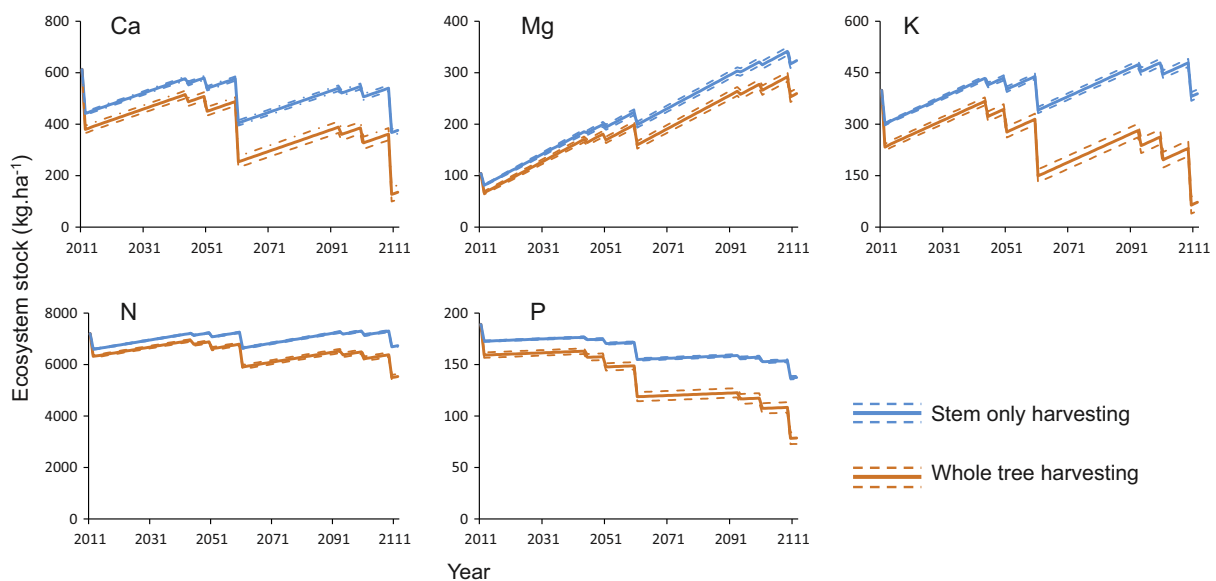 Ca
800
600
400
200
0
2011 2031 2051 2071 2091 2111
Mg
400
300
200
100
0
2011 2031 2051 2071 2091 2111
K
600
450
300
150
0
2011 2031 2051 2071 2091 2111
Ecosystem stock (kg.ha⁻¹)
N
8000
6000
4000
2000
0
2011 2031 2051 2071 2091 2111
P
200
150
100
50
0
2011 2031 2051 2071 2091 2111
Stem only harvesting
Whole tree harvesting
Year